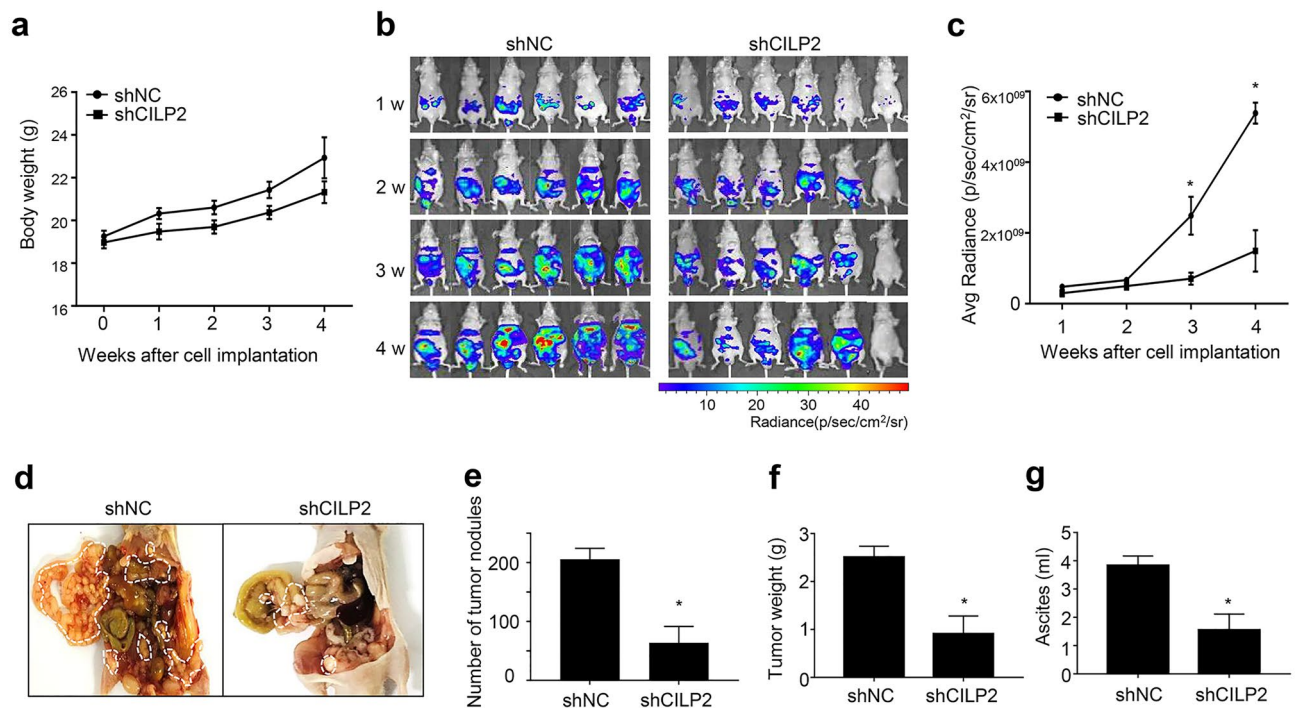 a
26
24
22
20
18
16
Body weight (g)
shNC
shCILP2
0 1 2 3 4
Weeks after cell implantation
b
shNC shCILP2
1 w
2 w
3 w
4 w
10 20 30 40
Radiance(p/sec/cm²/sr)
c
6x10⁰⁹
4x10⁰⁹
2x10⁰⁹
0
Avg Radiance (p/sec/cm²/sr)
shNC
shCILP2
*
*
1 2 3 4
Weeks after cell implantation
d
shNC shCILP2
e
Number of tumor nodules
200
100
0
*
shNC shCILP2
f
Tumor weight (g)
3
2
1
0
*
shNC shCILP2
g
Ascites (ml)
5
4
3
2
1
0
*
shNC shCILP2